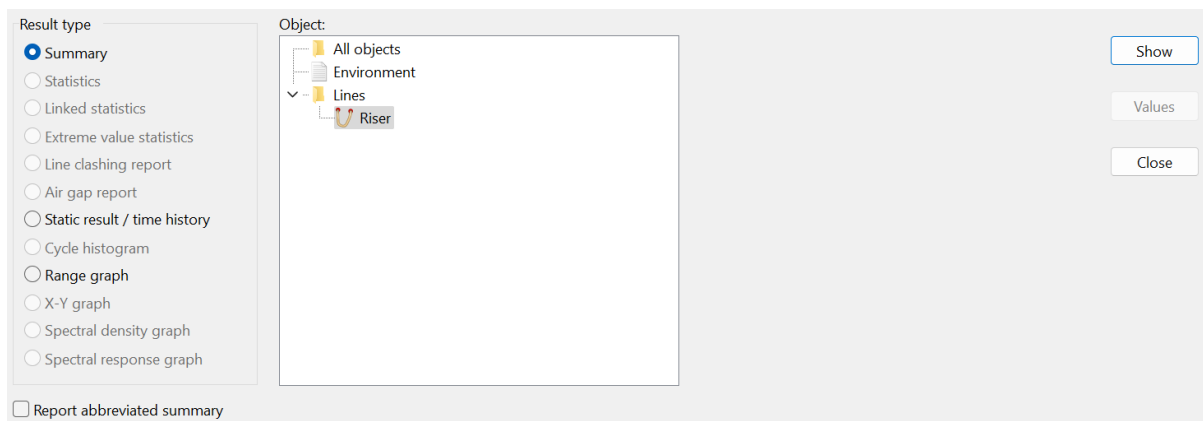 Result type
Summary
Statistics
Linked statistics
Extreme value statistics
Line clashing report
Air gap report
Static result / time history
Cycle histogram
Range graph
X-Y graph
Spectral density graph
Spectral response graph
Report abbreviated summary
Object:
All objects
Environment
Lines
Riser
Show
Values
Close